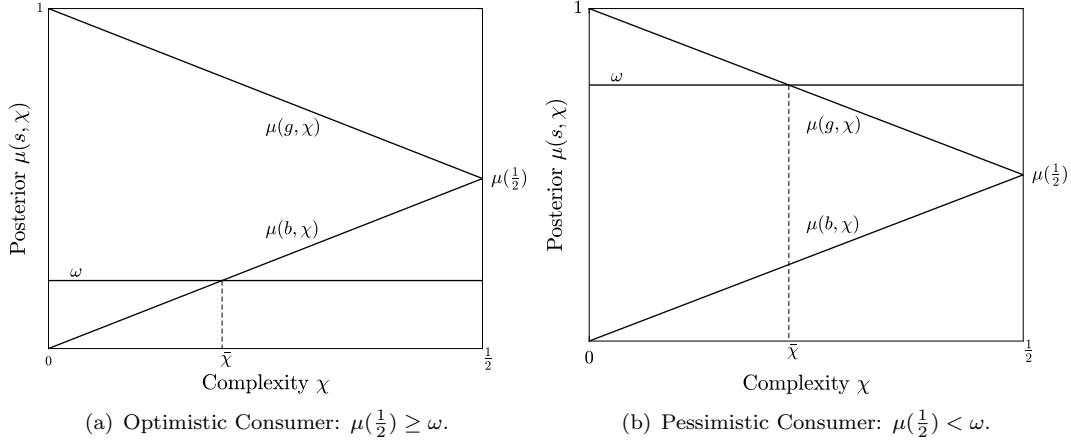 1
Posterior μ(s, χ)
μ(g, χ)
μ(½)
μ(b, χ)
ω
0
χ̄
½
Complexity χ
(a) Optimistic Consumer: μ(½) ≥ ω.
1
Posterior μ(s, χ)
ω
μ(g, χ)
μ(½)
μ(b, χ)
0
χ̄
½
Complexity χ
(b) Pessimistic Consumer: μ(½) < ω.